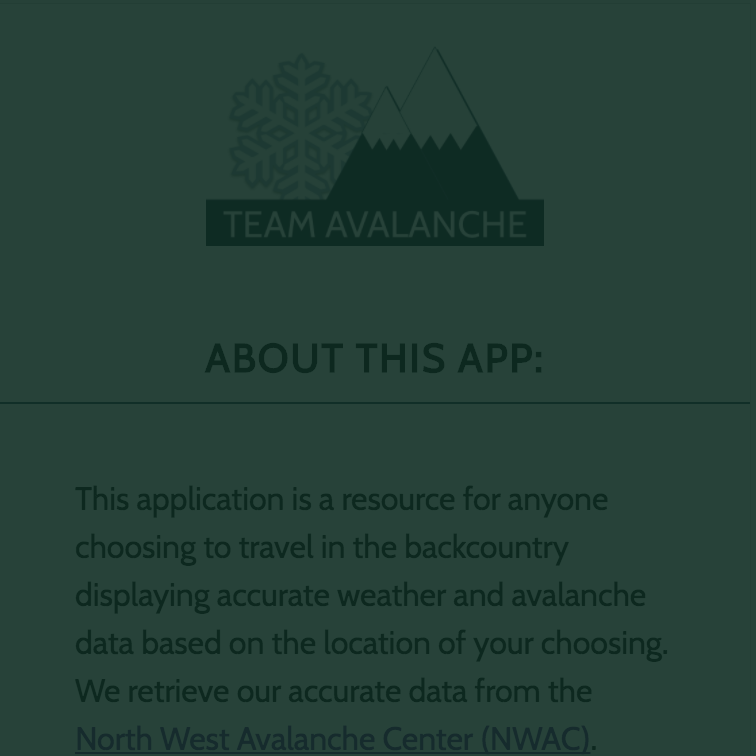 TEAM AVALANCHE
ABOUT THIS APP:
This application is a resource for anyone
choosing to travel in the backcountry
displaying accurate weather and avalanche
data based on the location of your choosing.
We retrieve our accurate data from the
North West Avalanche Center (NWAC).